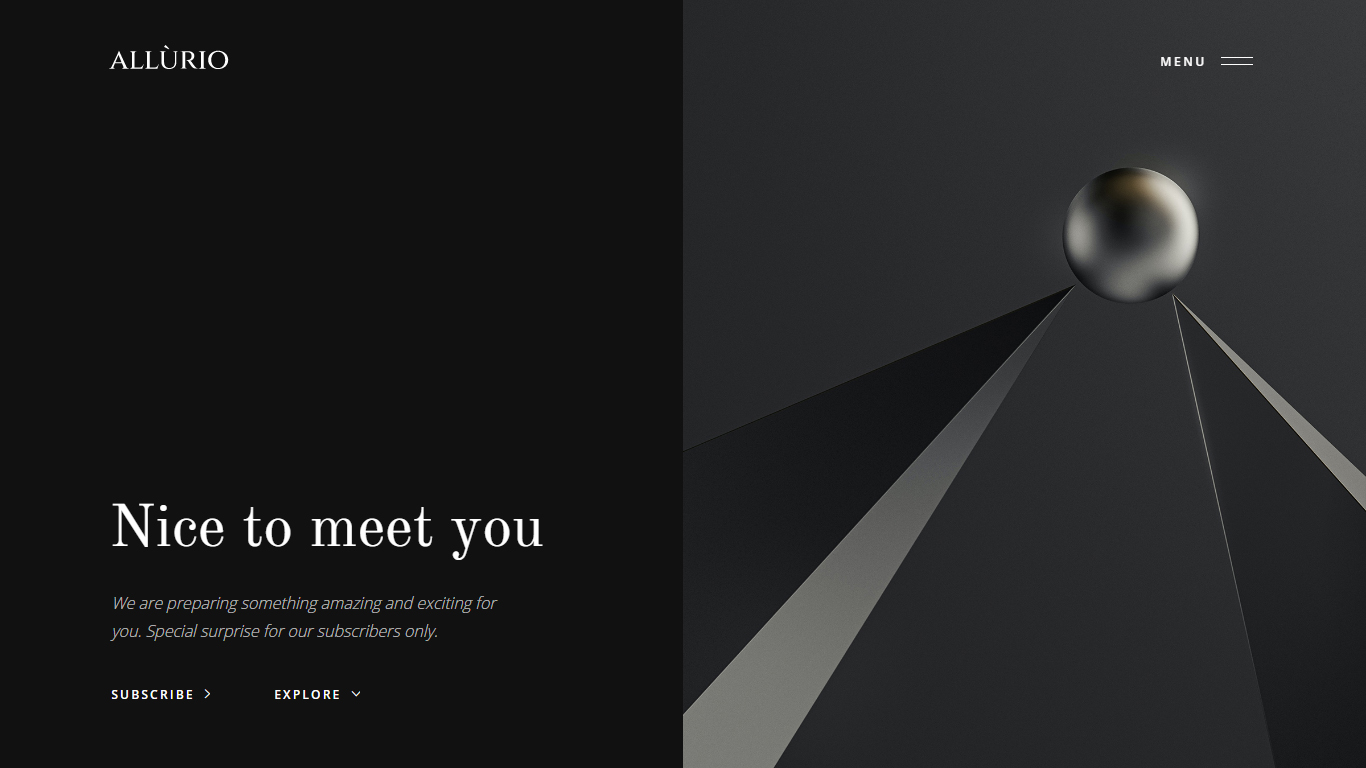 ALLÙRIO
MENU
Nice to meet you
We are preparing something amazing and exciting for
you. Special surprise for our subscribers only.
SUBSCRIBE
EXPLORE